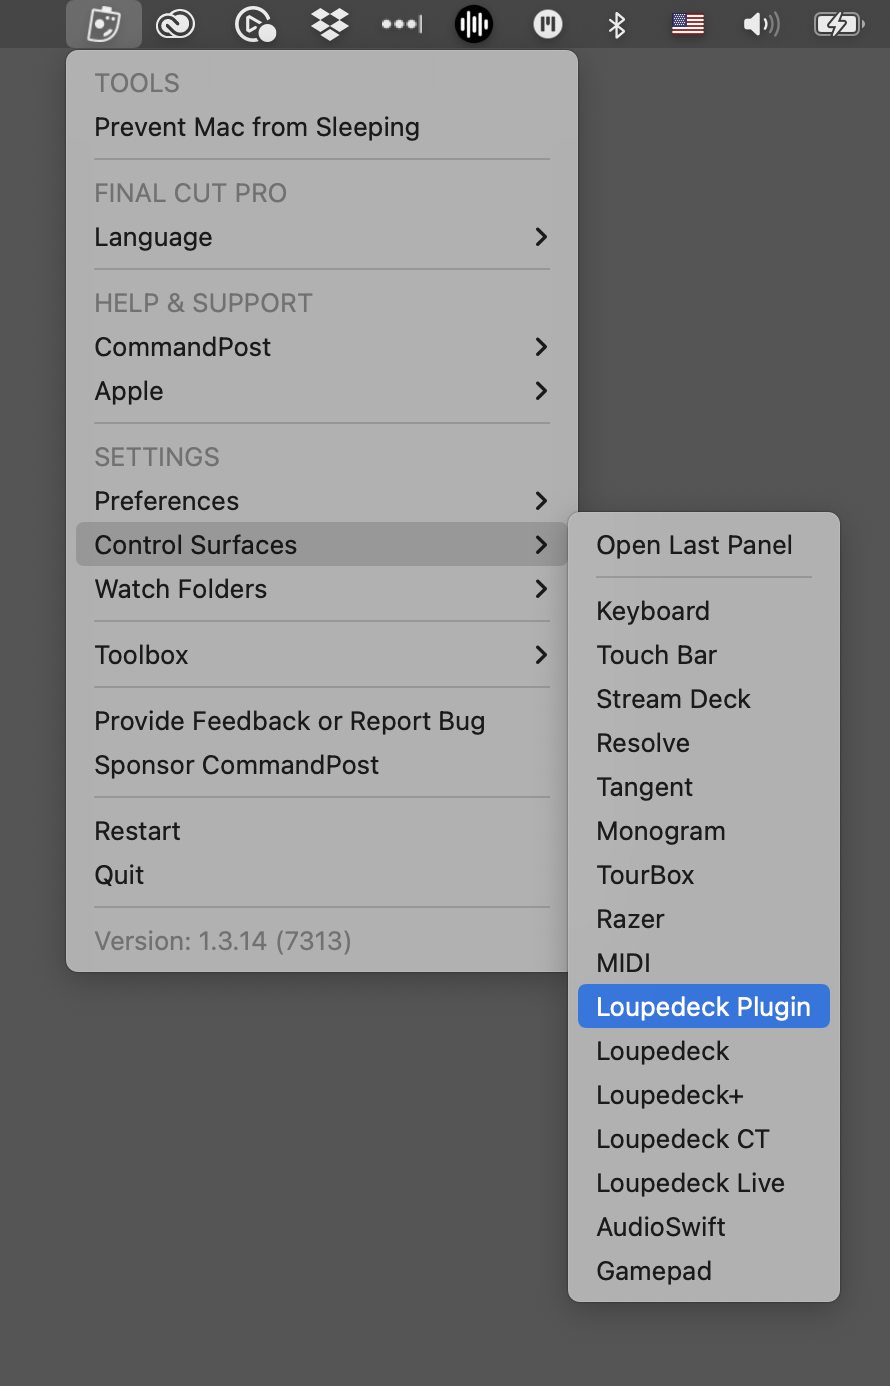 TOOLS
Prevent Mac from Sleeping
FINAL CUT PRO
Language
HELP & SUPPORT
CommandPost
Apple
SETTINGS
Preferences
Control Surfaces
Watch Folders
Toolbox
Provide Feedback or Report Bug
Sponsor CommandPost
Restart
Quit
Version: 1.3.14 (7313)
Open Last Panel
Keyboard
Touch Bar
Stream Deck
Resolve
Tangent
Monogram
TourBox
Razer
MIDI
Loupedeck Plugin
Loupedeck
Loupedeck+
Loupedeck CT
Loupedeck Live
AudioSwift
Gamepad